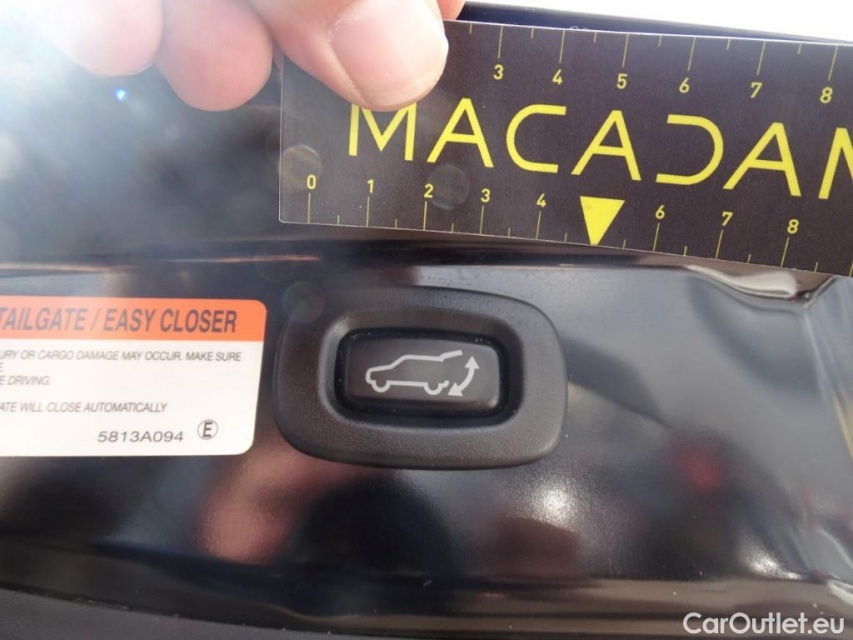 3 4 5 6 7 8
MACADAM
0 1 2 3 4 6 7 8
TAILGATE / EASY CLOSER
URY OR CARGO DAMAGE MAY OCCUR. MAKE SURE
E DRIVING.
ATE WILL CLOSE AUTOMATICALLY
5813A094 E
CarOutlet.eu